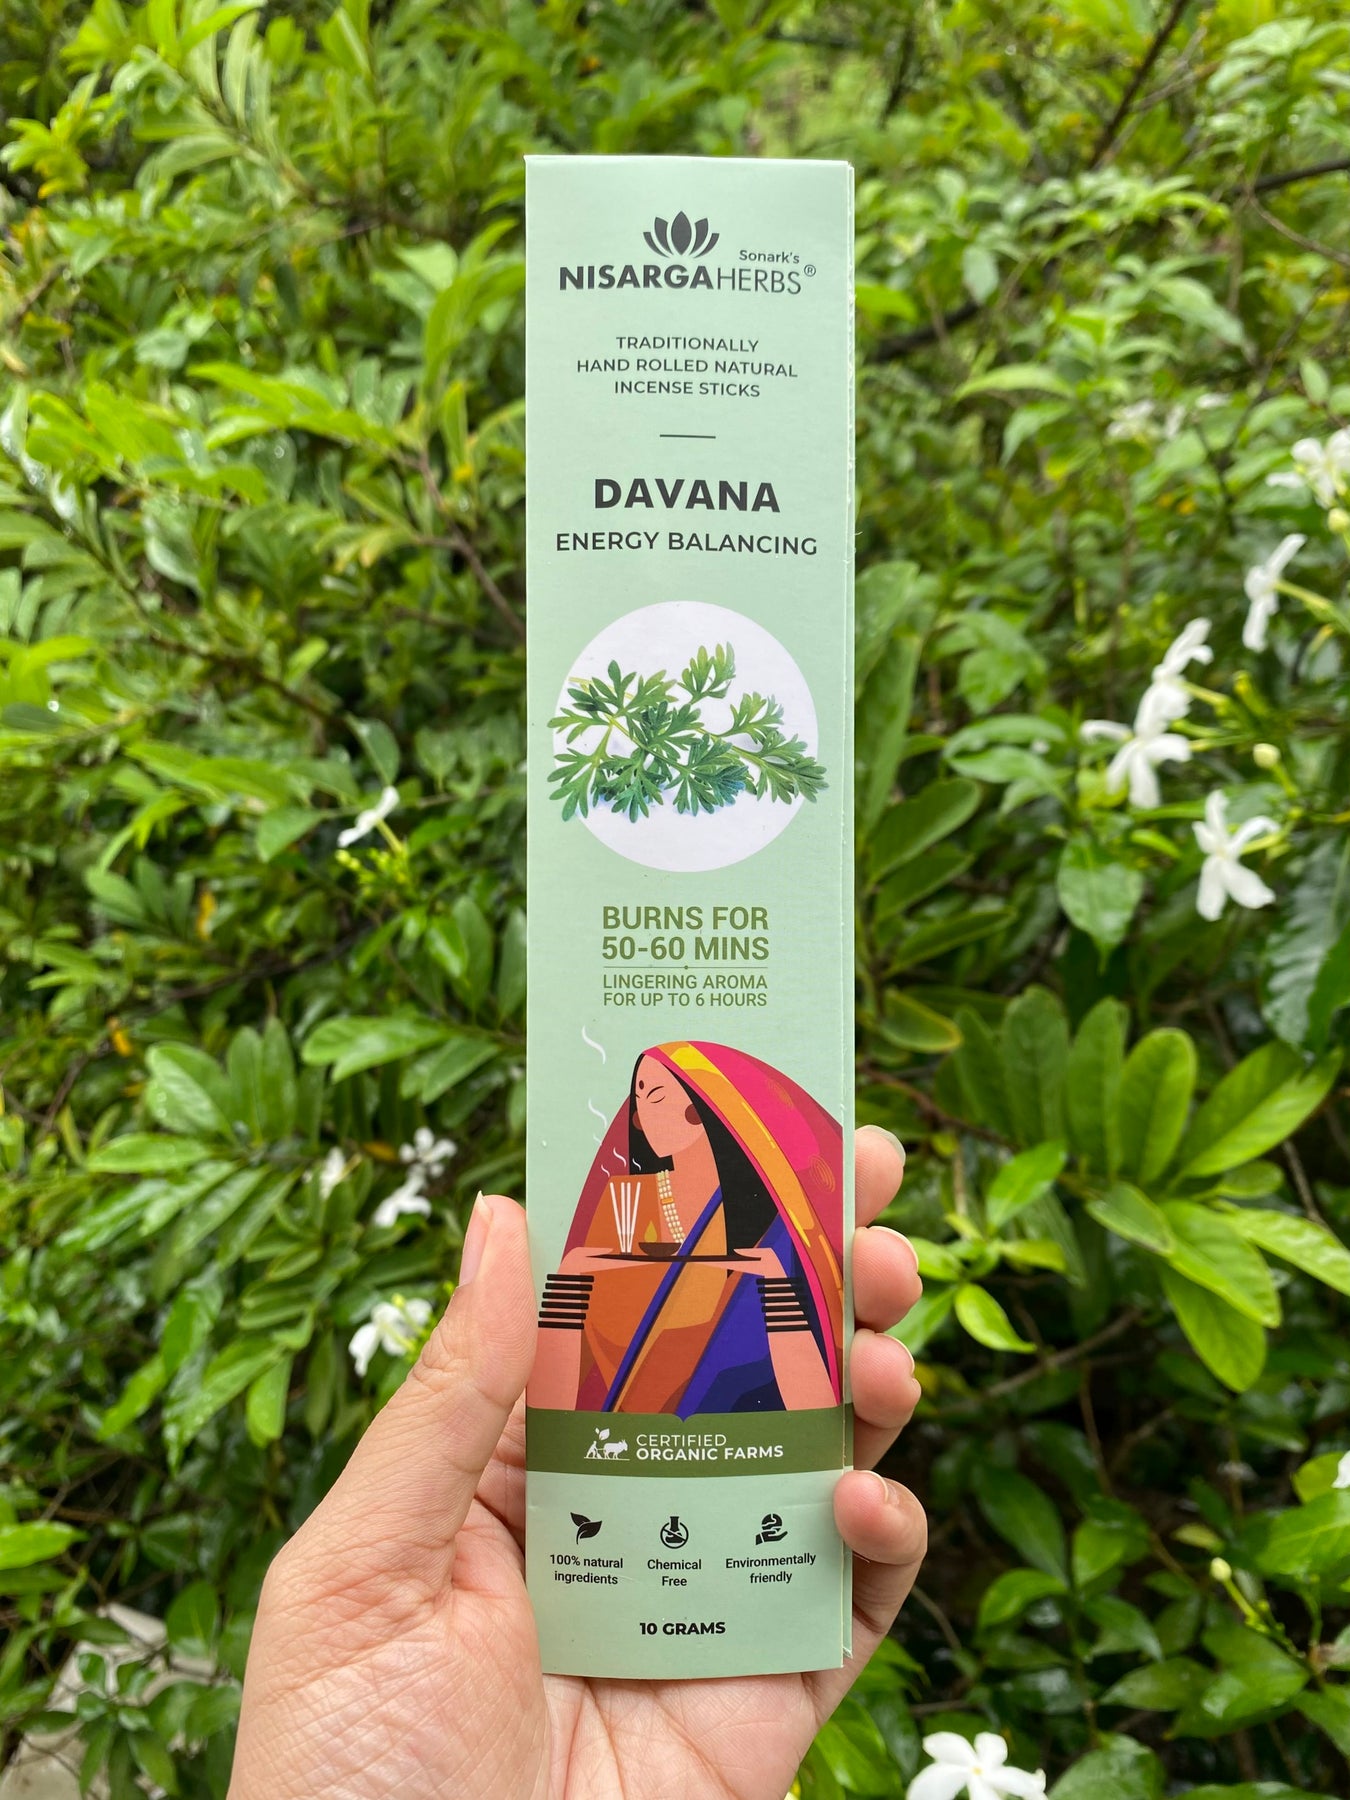 Sonark's
NISARGAHERBS®
TRADITIONALLY
HAND ROLLED NATURAL
INCENSE STICKS
DAVANA
ENERGY BALANCING
BURNS FOR
50-60 MINS
LINGERING AROMA
FOR UP TO 6 HOURS
CERTIFIED
ORGANIC FARMS
100% natural
ingredients
Chemical
Free
Environmentally
friendly
10 GRAMS